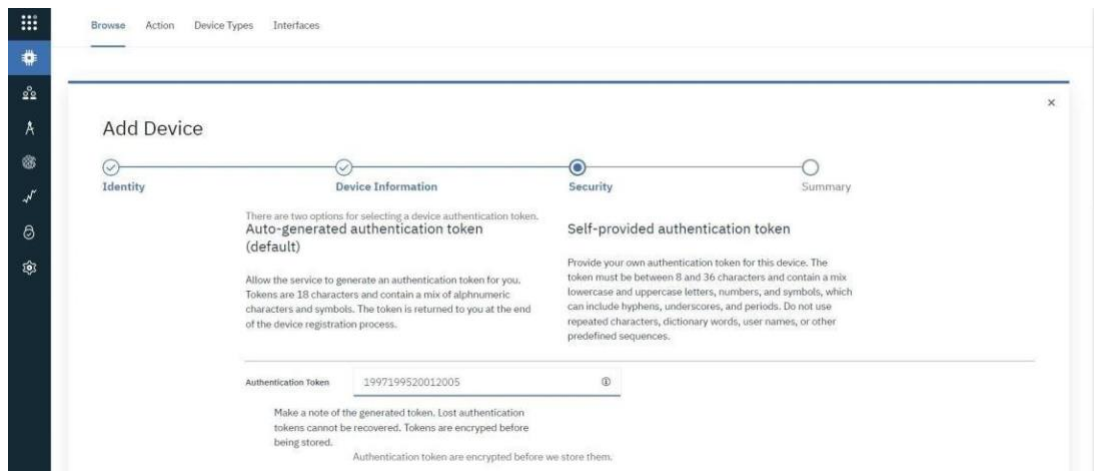 Browse Action Device Types Interfaces
Add Device
Identity Device Information Security Summary
There are two options for selecting a device authentication token.
Auto-generated authentication token
(default)
Allow the service to generate an authentication token for you.
Tokens are 18 characters and contain a mix of alphnumeric
characters and symbols. The token is returned to you at the end
of the device registration process.
Self-provided authentication token
Provide your own authentication token for this device. The
token must be between 8 and 36 characters and contain a mix
lowercase and uppercase letters, numbers, and symbols, which
can include hyphens, underscores, and periods. Do not use
repeated characters, dictionary words, user names, or other
predefined sequences.
Authentication Token 1997199520012005
Make a note of the generated token. Lost authentication
tokens cannot be recovered. Tokens are encryped before
being stored.
Authentication token are encrypted before we store them.